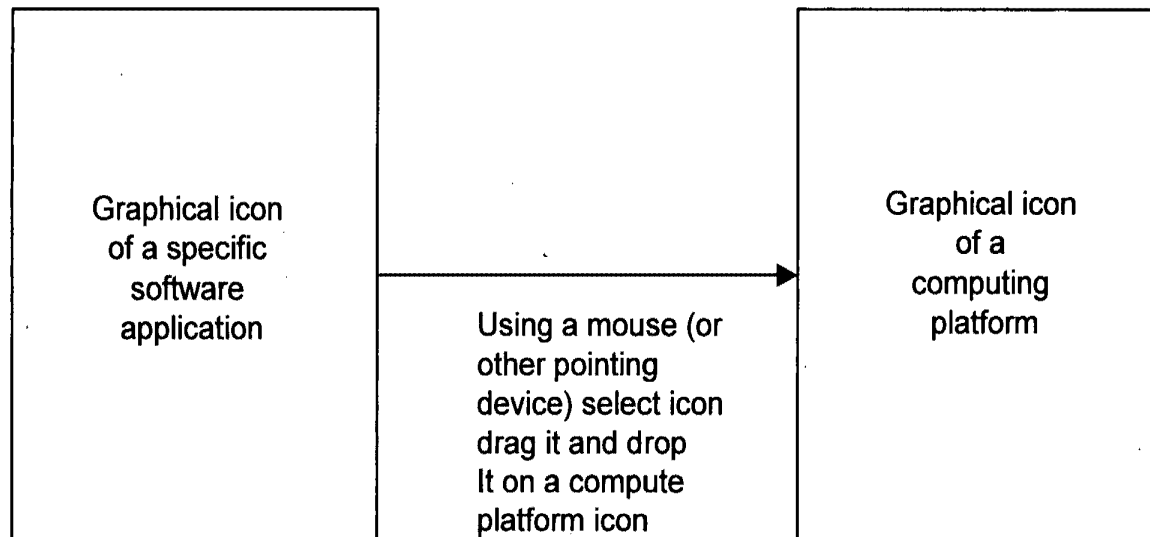 Graphical icon
of a specific
software
application
Using a mouse (or
other pointing
device) select icon
drag it and drop
It on a compute
platform icon
Graphical icon
of a
computing
platform